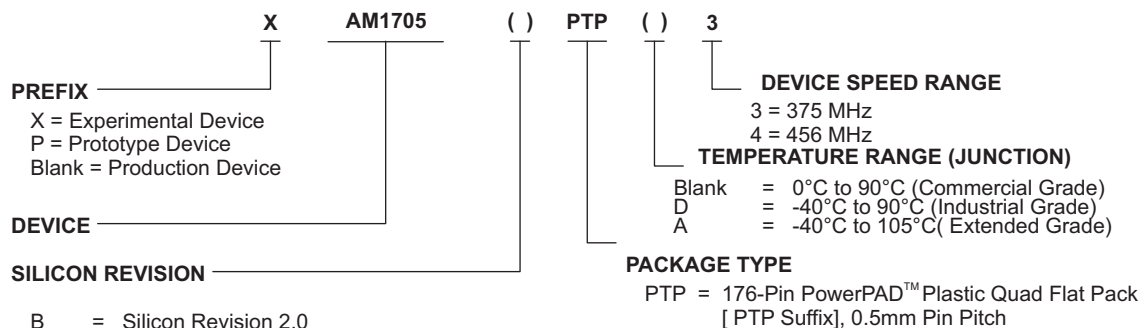 X AM1705 ( ) PTP ( ) 3
PREFIX
X = Experimental Device
P = Prototype Device
Blank = Production Device
DEVICE
SILICON REVISION
B = Silicon Revision 2.0
DEVICE SPEED RANGE
3 = 375 MHz
4 = 456 MHz
TEMPERATURE RANGE (JUNCTION)
Blank = 0°C to 90°C (Commercial Grade)
D = -40°C to 90°C (Industrial Grade)
A = -40°C to 105°C( Extended Grade)
PACKAGE TYPE
PTP = 176-Pin PowerPAD™ Plastic Quad Flat Pack
[ PTP Suffix], 0.5mm Pin Pitch